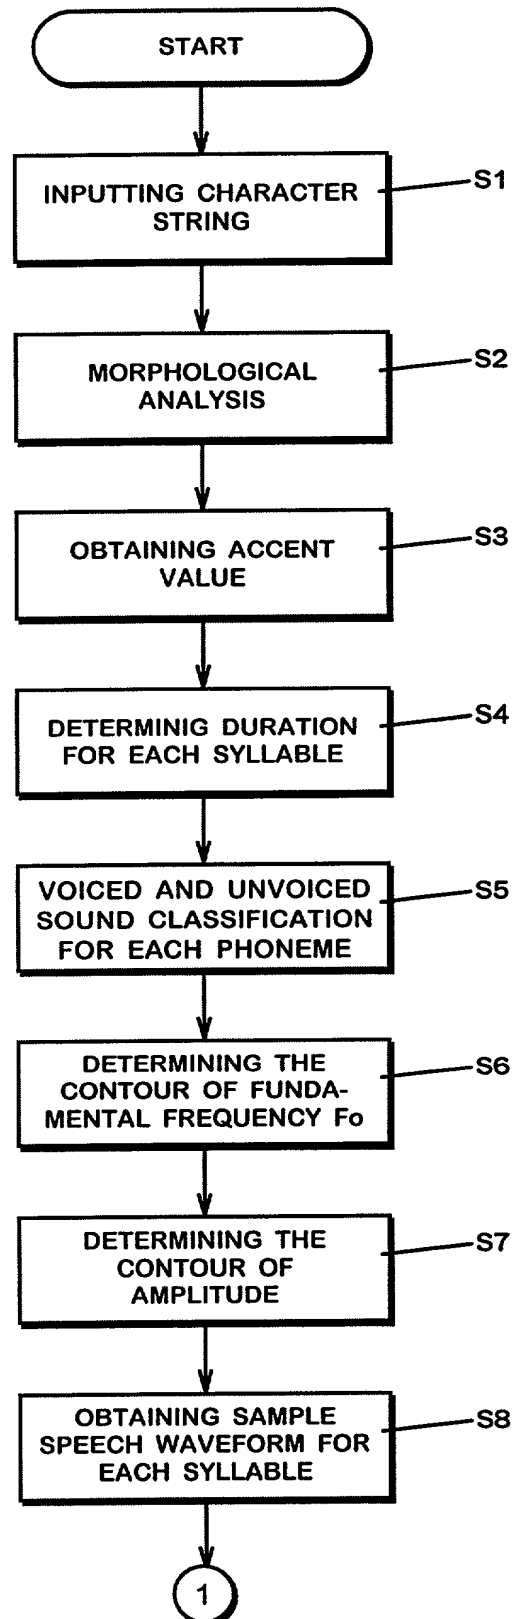 START
INPUTTING CHARACTER
STRING
S1
MORPHOLOGICAL
ANALYSIS
S2
OBTAINING ACCENT
VALUE
S3
DETERMINIG DURATION
FOR EACH SYLLABLE
S4
VOICED AND UNVOICED
SOUND CLASSIFICATION
FOR EACH PHONEME
S5
DETERMINING THE
CONTOUR OF FUNDA-
MENTAL FREQUENCY Fo
S6
DETERMINING THE
CONTOUR OF
AMPLITUDE
S7
OBTAINING SAMPLE
SPEECH WAVEFORM FOR
EACH SYLLABLE
S8
1